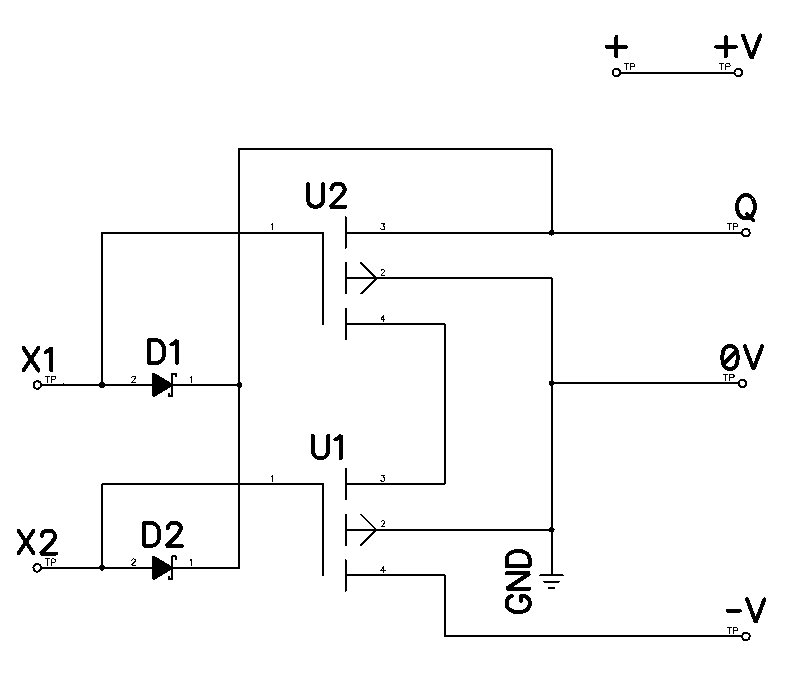 + +V
TP TP
U2
Q
1 3 TP
2
4
X1 D1 0V
TP 2 1 TP
U1
1 3
X2 D2 2
TP 2 1 4
GND
-V
TP